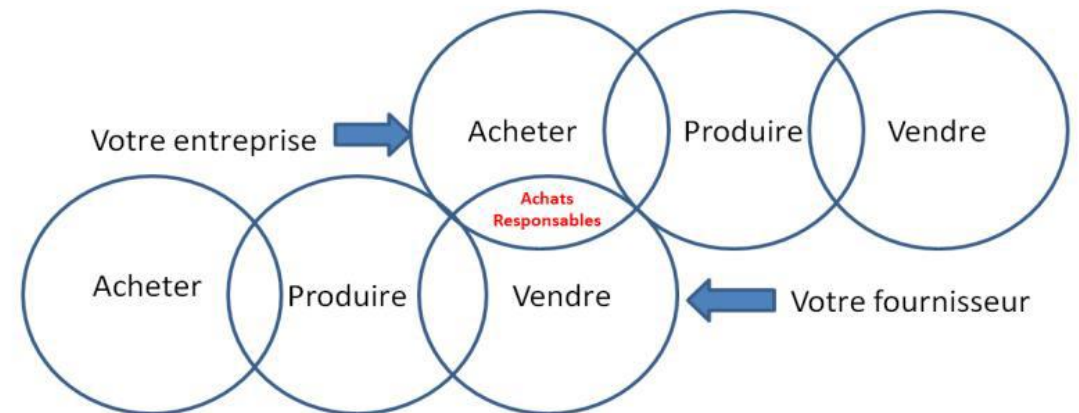 Votre entreprise
Acheter
Produire
Vendre
Achats
Responsables
Acheter
Produire
Vendre
Votre fournisseur